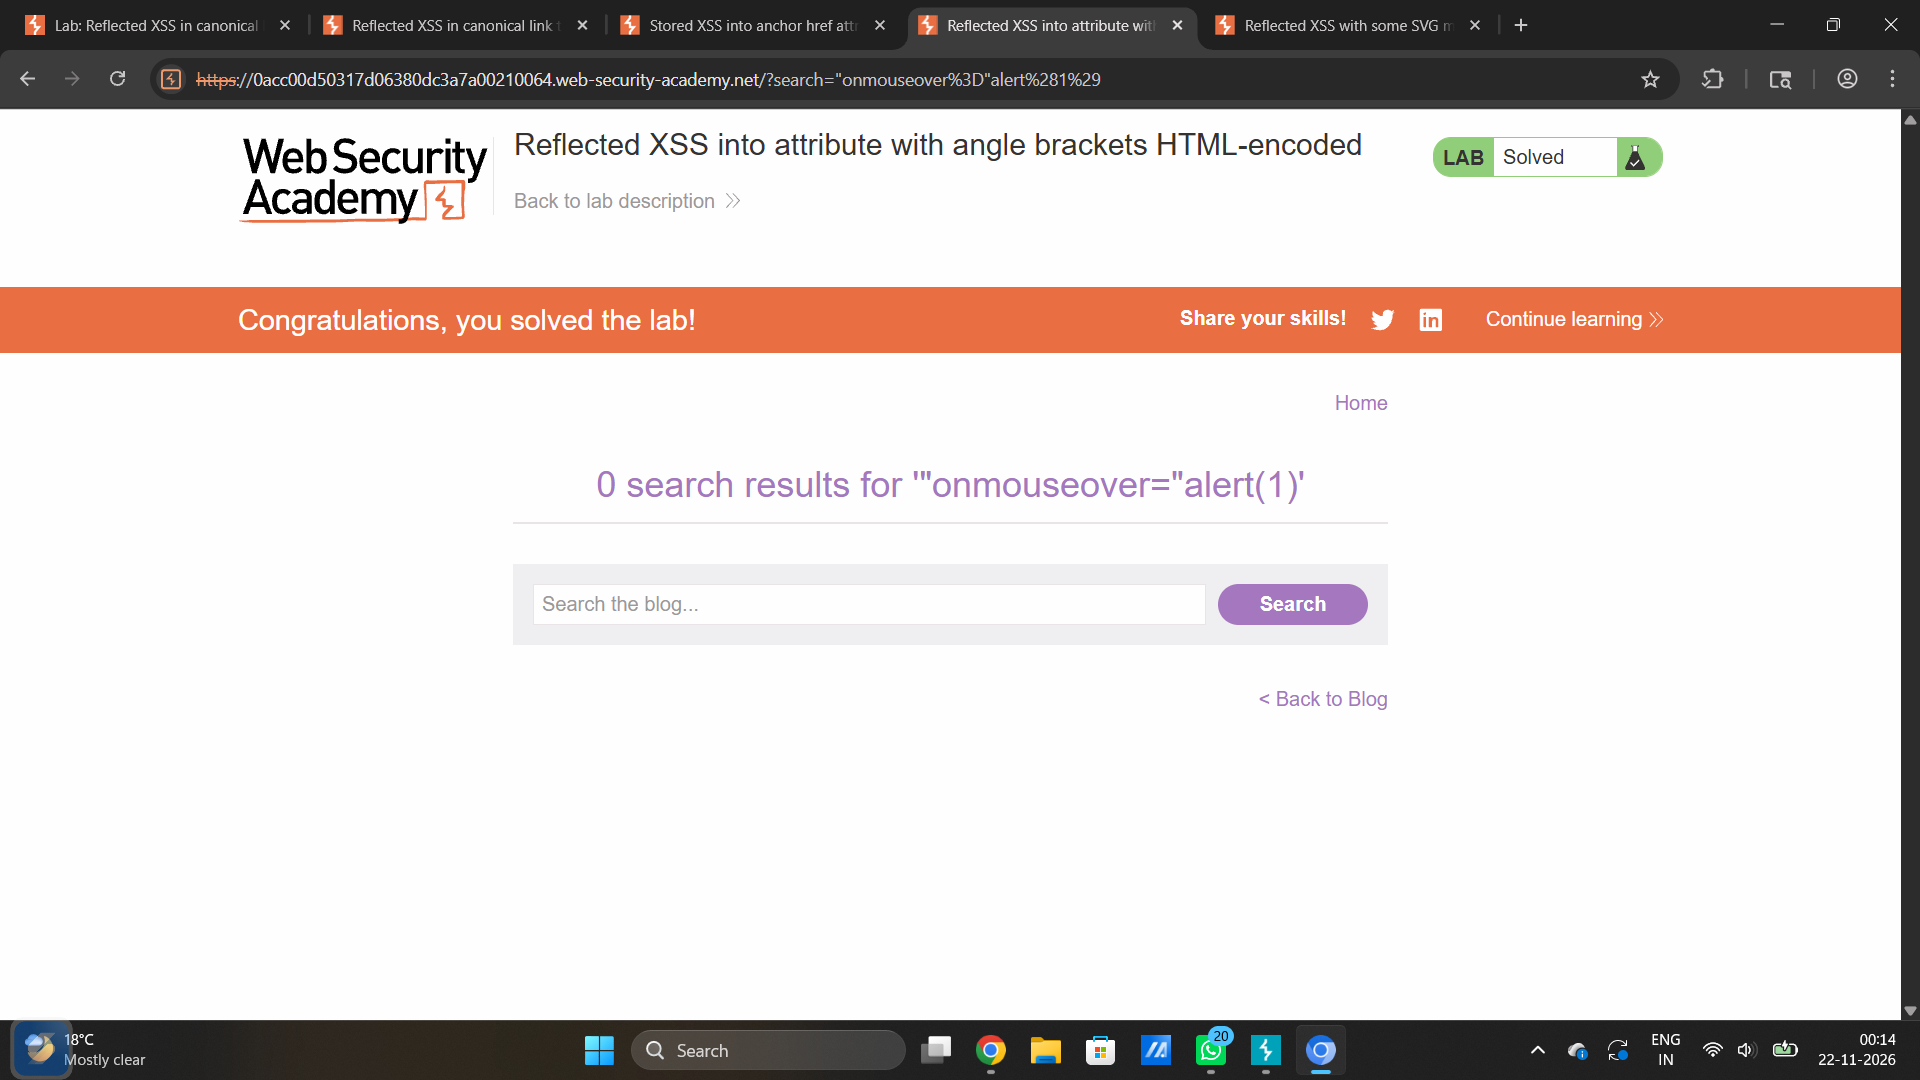 Lab: Reflected XSS in canonical
Reflected XSS in canonical link t
Stored XSS into anchor href attr
Reflected XSS into attribute wit
Reflected XSS with some SVG m
https://0acc00d50317d06380dc3a7a00210064.web-security-academy.net/?search="onmouseover%3D"alert%281%29
Web Security
Academy
Reflected XSS into attribute with angle brackets HTML-encoded
Back to lab description
LAB Solved
Congratulations, you solved the lab!
Share your skills!
in
Continue learning
Home
0 search results for '"onmouseover="alert(1)'
Search the blog...
Search
< Back to Blog
18°C
Mostly clear
Search
20
ENG
IN
00:14
22-11-2026